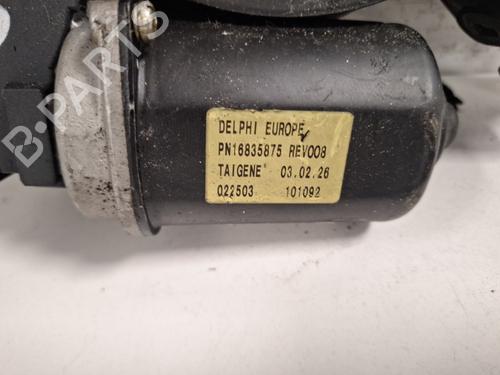 DELPHI EUROPE
PN16835875 REV008
TAIGENE 03.02.26
022503 101092
B-PARTS